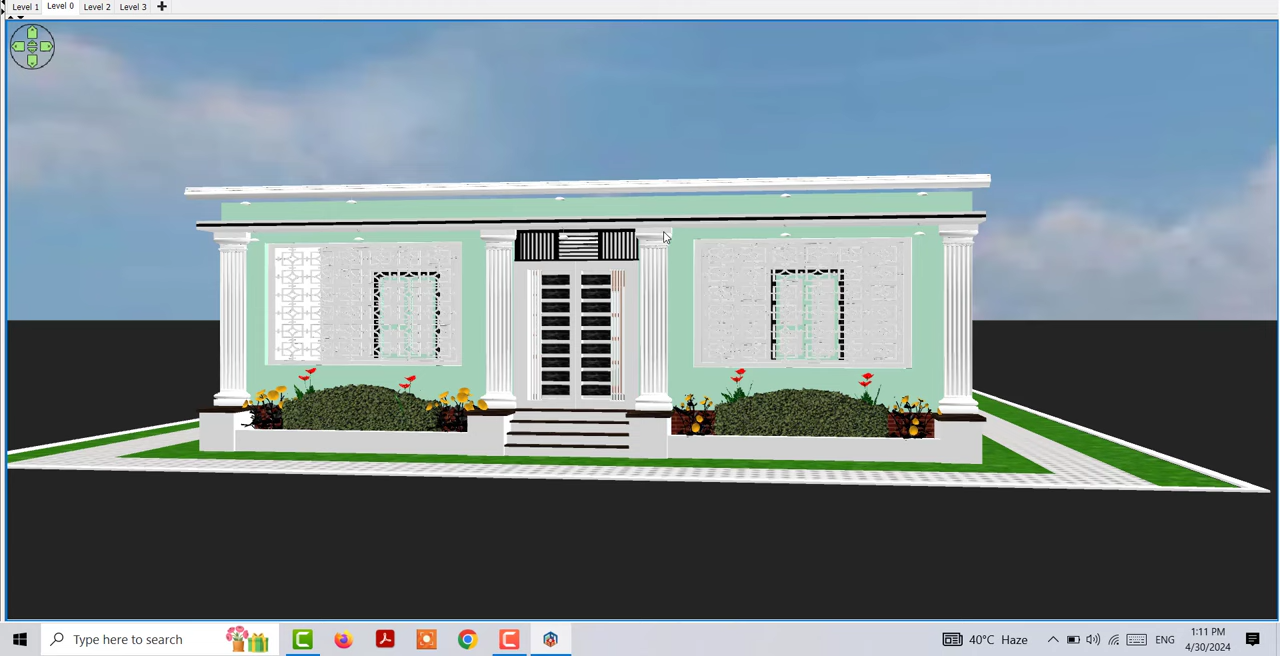 Level 1 Level 0 Level 2 Level 3
Type here to search
40°C Haze
ENG
1:11 PM
4/30/2024